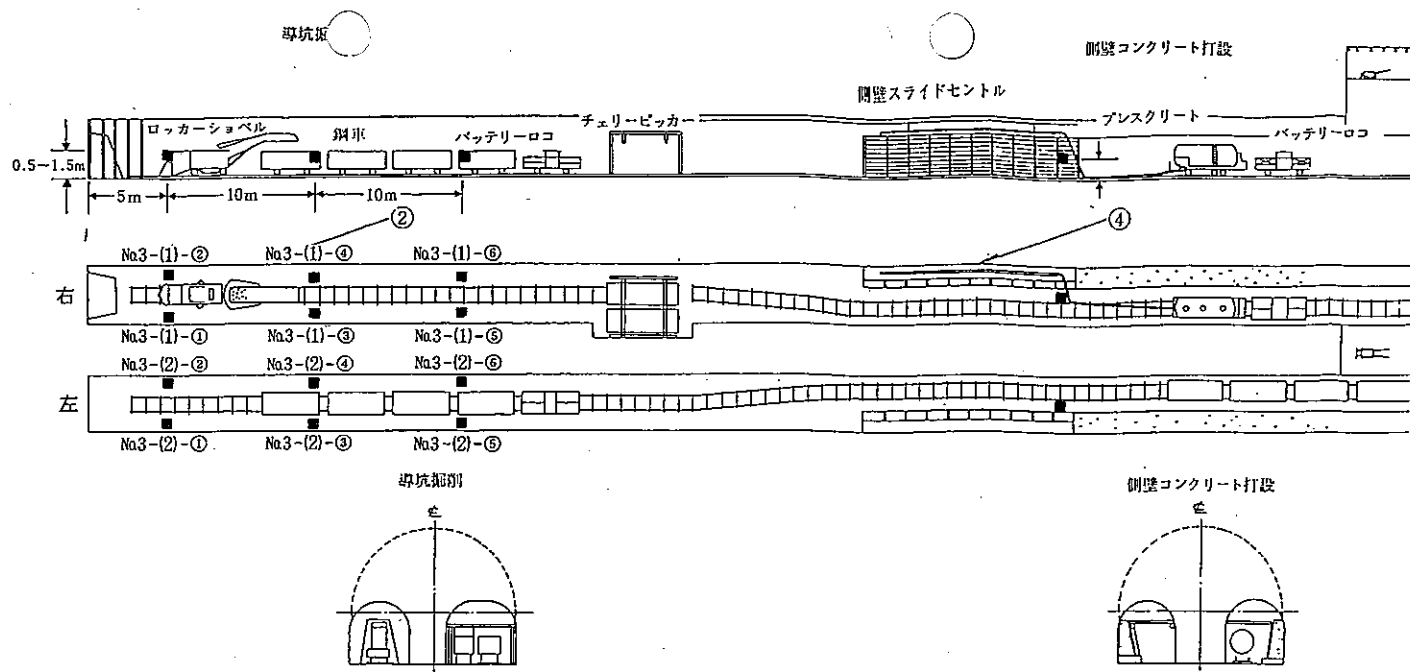 導坑掘
側壁コンクリート打設
側壁スライドセントル
ロッカーショベル
鋼車
バッテリーロコ
チェリーピッカー
プレスクリート
バッテリーロコ
0.5~1.5m
5m
10m
10m
②
④
No.3-(1)-②
No.3-(1)-④
No.3-(1)-⑥
右
No.3-(1)-①
No.3-(1)-③
No.3-(1)-⑤
No.3-(2)-②
No.3-(2)-④
No.3-(2)-⑥
左
No.3-(2)-①
No.3-(2)-③
No.3-(2)-⑤
導坑掘削
側壁コンクリート打設
℄
℄
℄
℄